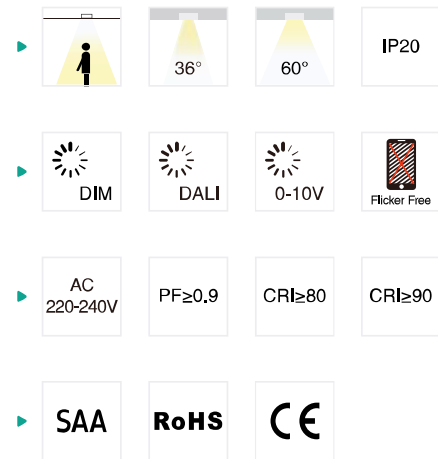 36°
60°
IP20
DIM
DALI
0-10V
Flicker Free
AC
220-240V
PF≥0.9
CRI≥80
CRI≥90
SAA
RoHS
CE